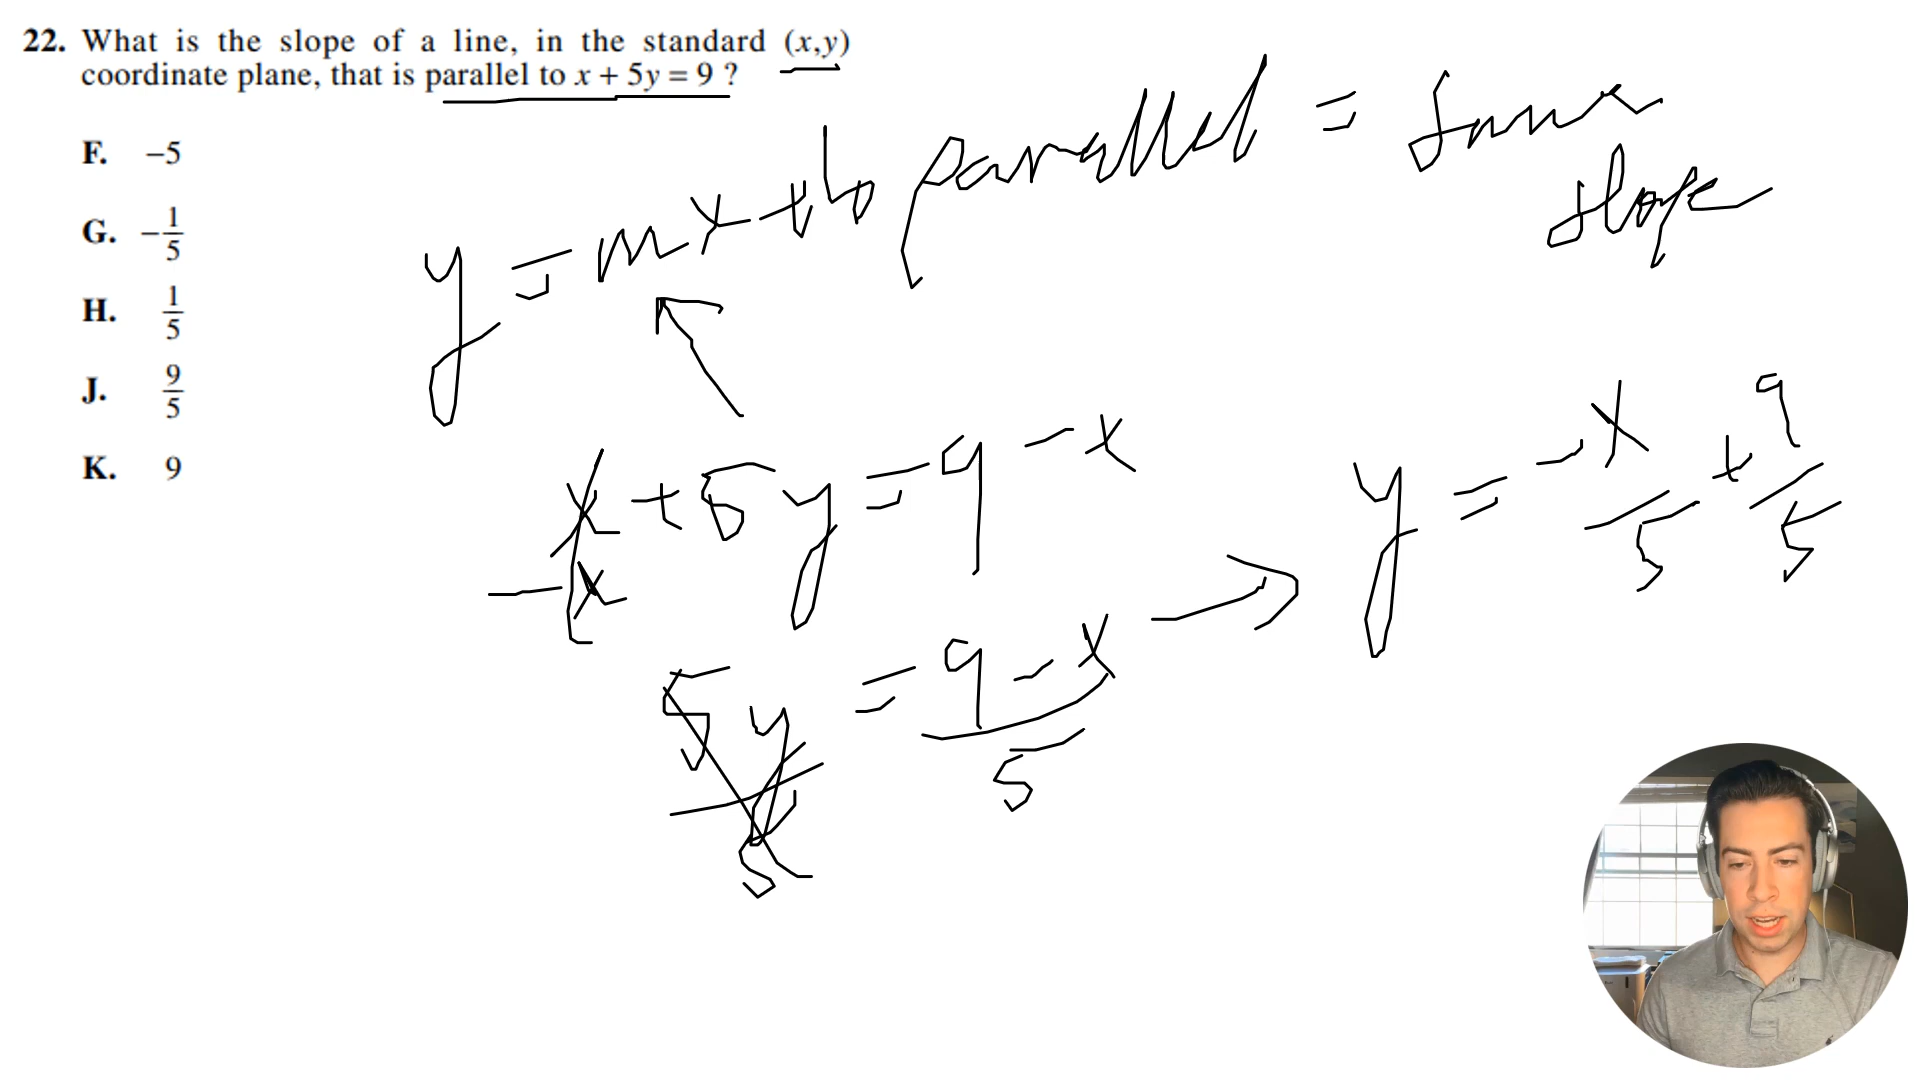 22. What is the slope of a line, in the standard (x,y)
coordinate plane, that is parallel to x + 5y = 9 ?
F. −5
G. −1/5
H. 1/5
J. 9/5
K. 9
parallel = same
slope
y = mx + b
x + 5y = 9 − x
− x
5y/5 = 9 − x/5
→ y = −x/5 + 9/5